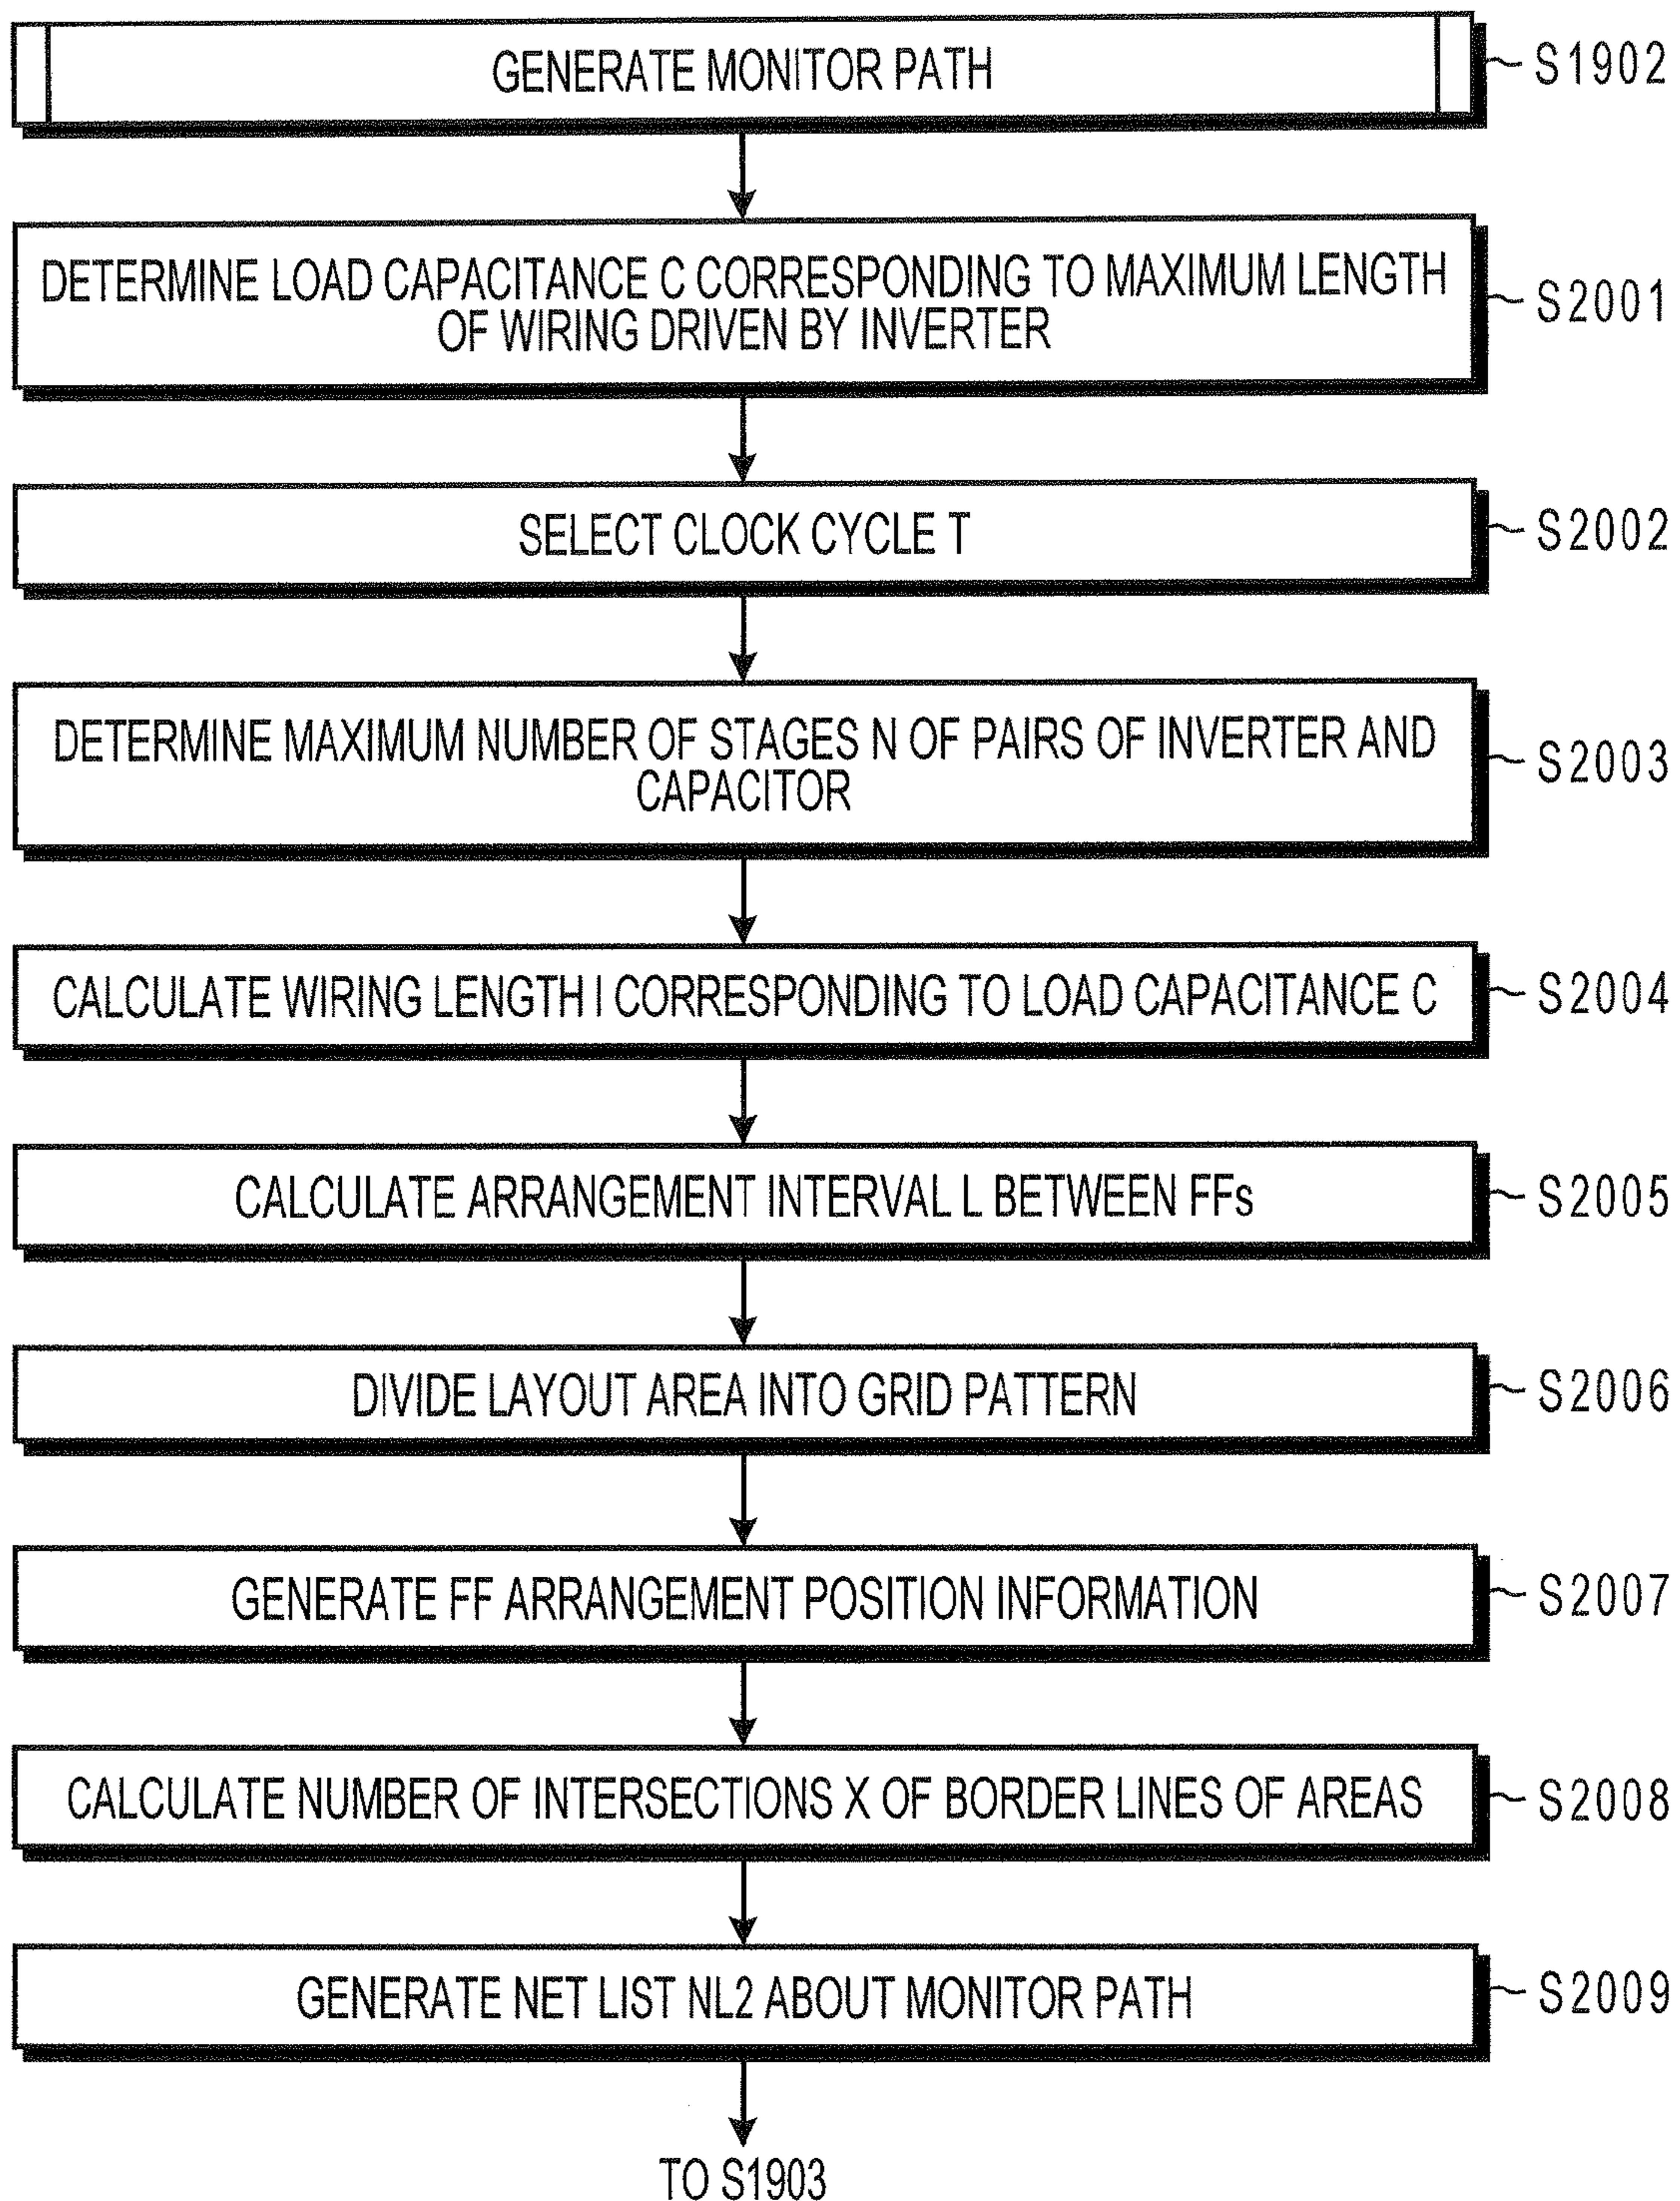 GENERATE MONITOR PATH
S1902
DETERMINE LOAD CAPACITANCE C CORRESPONDING TO MAXIMUM LENGTH
OF WIRING DRIVEN BY INVERTER
S2001
SELECT CLOCK CYCLE T
S2002
DETERMINE MAXIMUM NUMBER OF STAGES N OF PAIRS OF INVERTER AND
CAPACITOR
S2003
CALCULATE WIRING LENGTH l CORRESPONDING TO LOAD CAPACITANCE C
S2004
CALCULATE ARRANGEMENT INTERVAL L BETWEEN FFs
S2005
DIVIDE LAYOUT AREA INTO GRID PATTERN
S2006
GENERATE FF ARRANGEMENT POSITION INFORMATION
S2007
CALCULATE NUMBER OF INTERSECTIONS X OF BORDER LINES OF AREAS
S2008
GENERATE NET LIST NL2 ABOUT MONITOR PATH
S2009
TO S1903